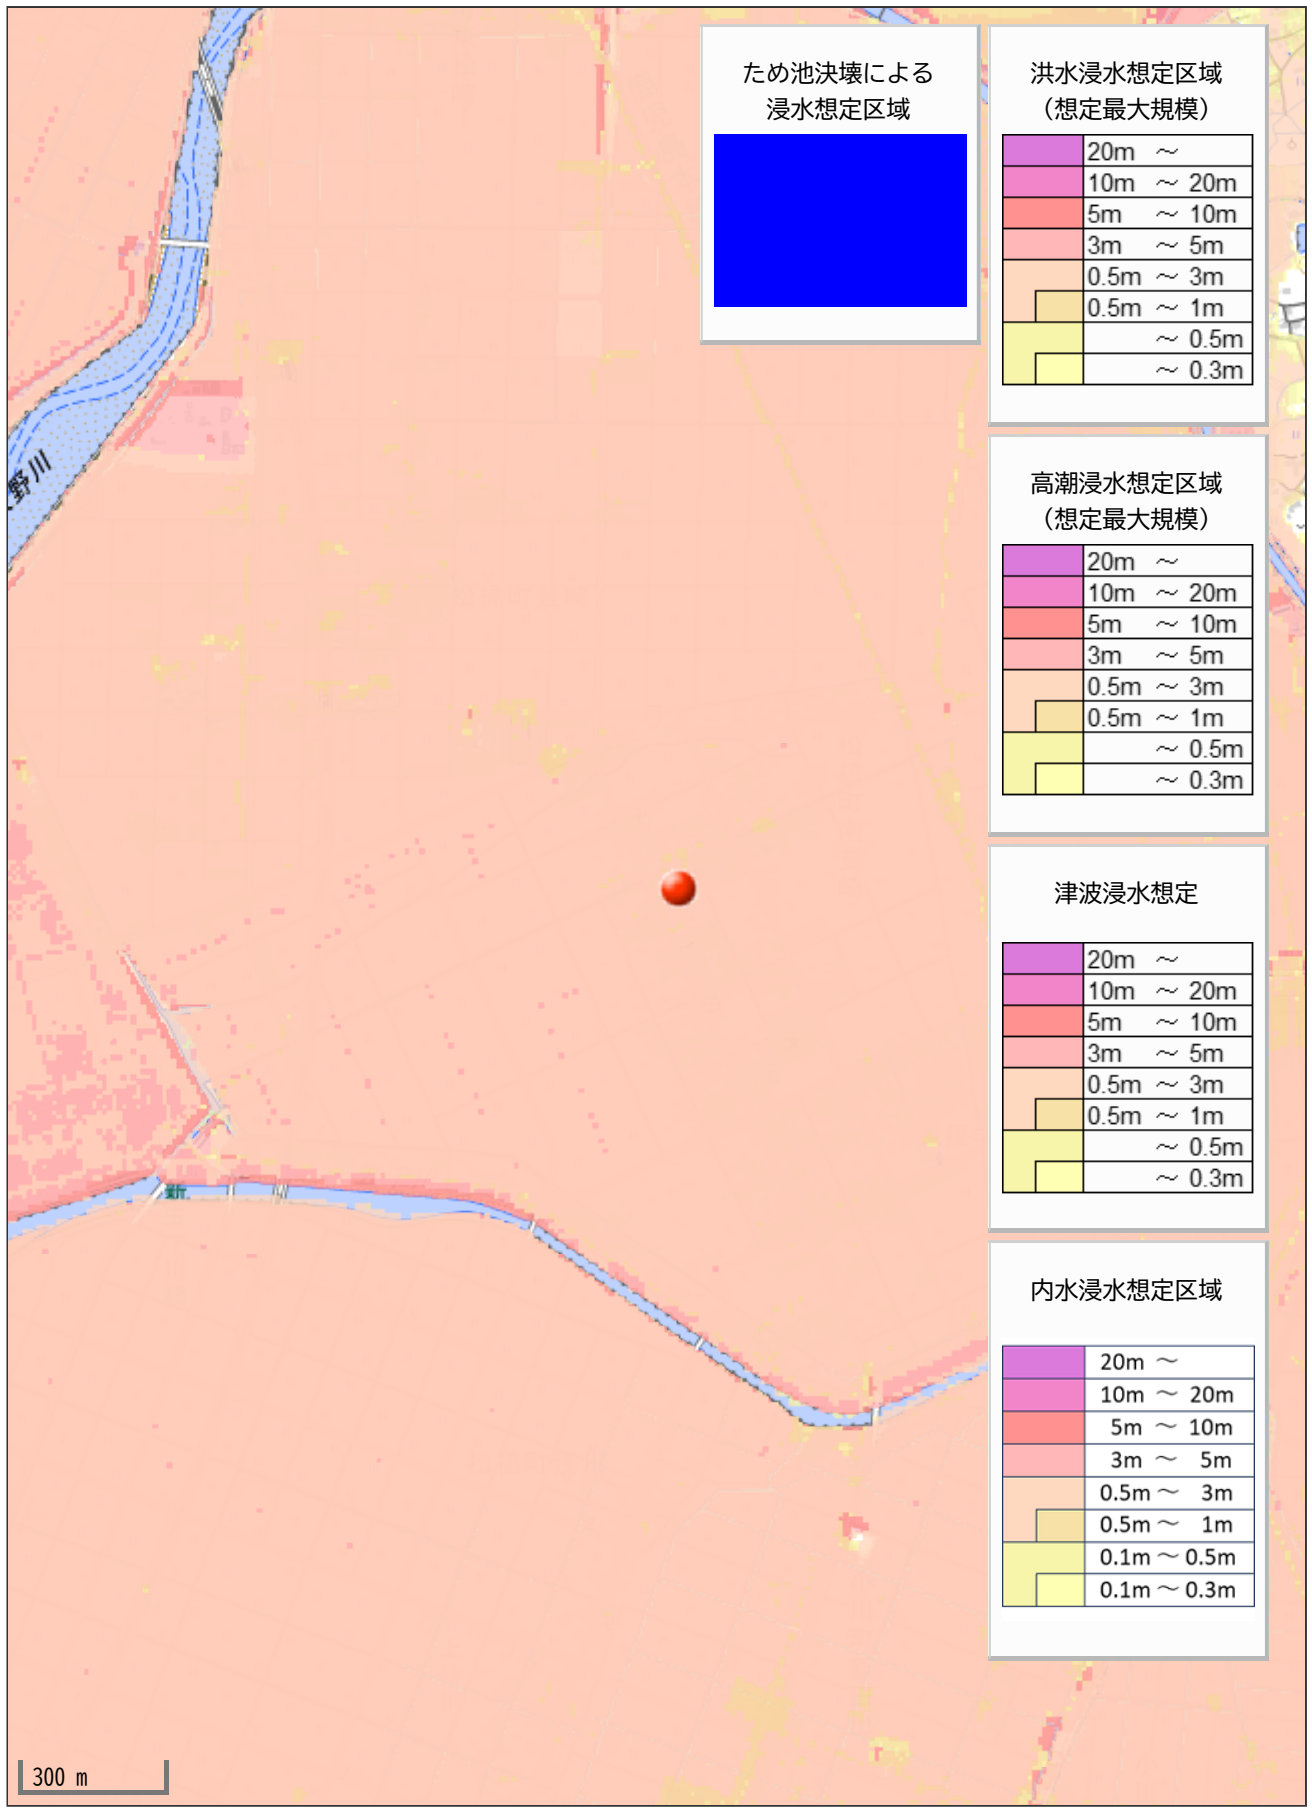 ため池決壊による
浸水想定区域
洪水浸水想定区域
（想定最大規模）
20m ～
10m ～ 20m
5m ～ 10m
3m ～ 5m
0.5m ～ 3m
0.5m ～ 1m
～ 0.5m
～ 0.3m
高潮浸水想定区域
（想定最大規模）
20m ～
10m ～ 20m
5m ～ 10m
3m ～ 5m
0.5m ～ 3m
0.5m ～ 1m
～ 0.5m
～ 0.3m
津波浸水想定
20m ～
10m ～ 20m
5m ～ 10m
3m ～ 5m
0.5m ～ 3m
0.5m ～ 1m
～ 0.5m
～ 0.3m
内水浸水想定区域
20m ～
10m ～ 20m
5m ～ 10m
3m ～ 5m
0.5m ～ 3m
0.5m ～ 1m
0.1m ～ 0.5m
0.1m ～ 0.3m
野川
新
300 m